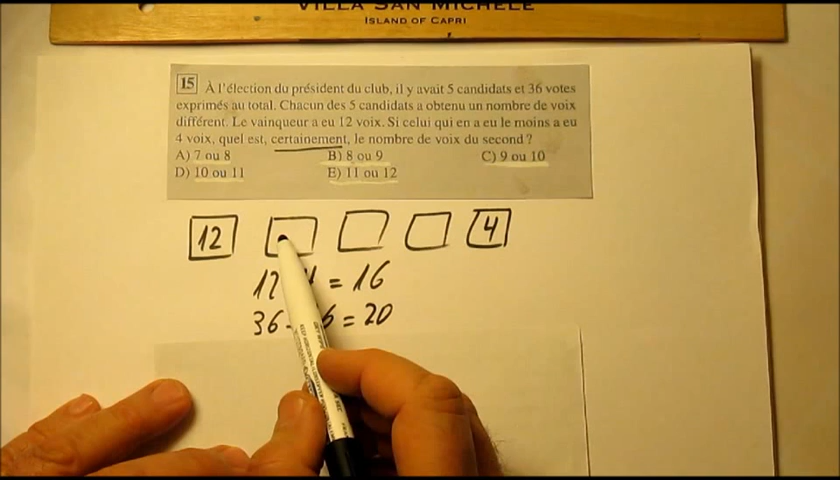 VILLA SAN MICHELE
ISLAND OF CAPRI
15 À l'élection du président du club, il y avait 5 candidats et 36 votes
exprimés au total. Chacun des 5 candidats a obtenu un nombre de voix
différent. Le vainqueur a eu 12 voix. Si celui qui en a eu le moins a eu
4 voix, quel est, certainement, le nombre de voix du second ?
A) 7 ou 8 B) 8 ou 9 C) 9 ou 10
D) 10 ou 11 E) 11 ou 12
12 4
12 = 16
36 - 6 = 20